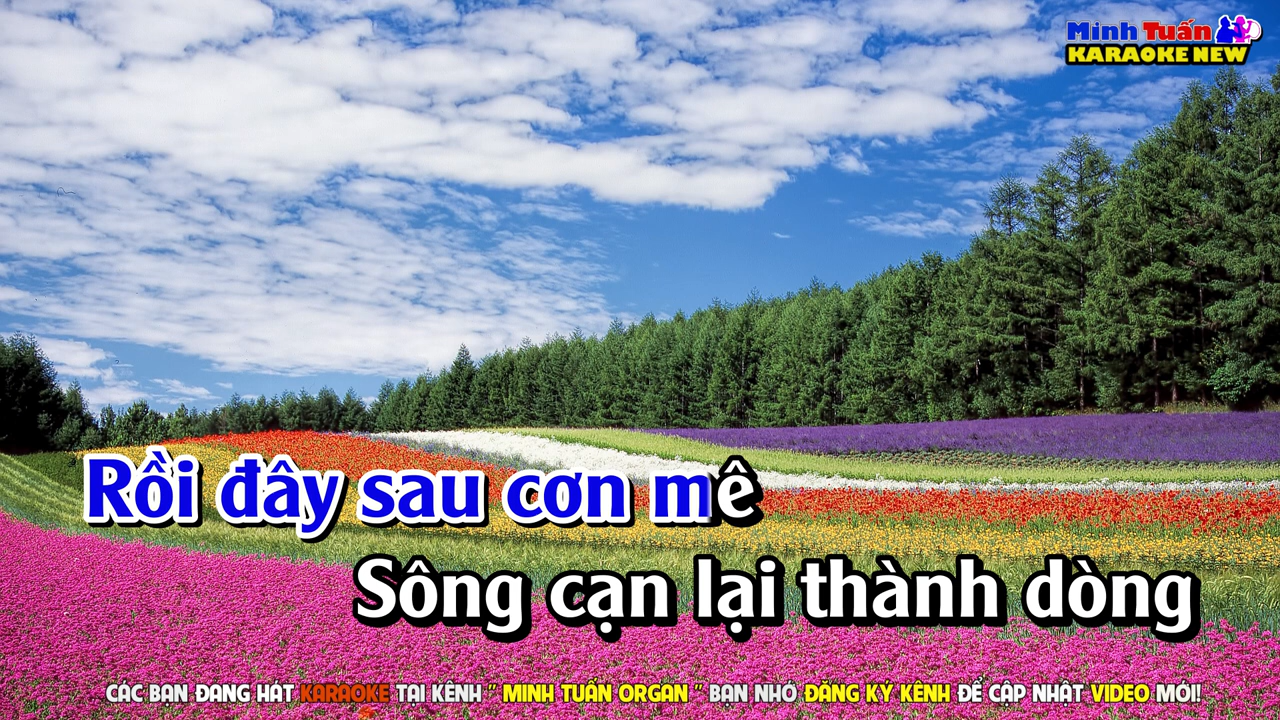 Minh Tuấn
KARAOKE NEW
Rồi đây sau cơn mê
Sông cạn lại thành dòng
CÁC BẠN ĐANG HÁT KARAOKE TẠI KÊNH " MINH TUẤN ORGAN " BẠN NHỚ ĐĂNG KÝ KÊNH ĐỂ CẬP NHẬT VIDEO MỚI!